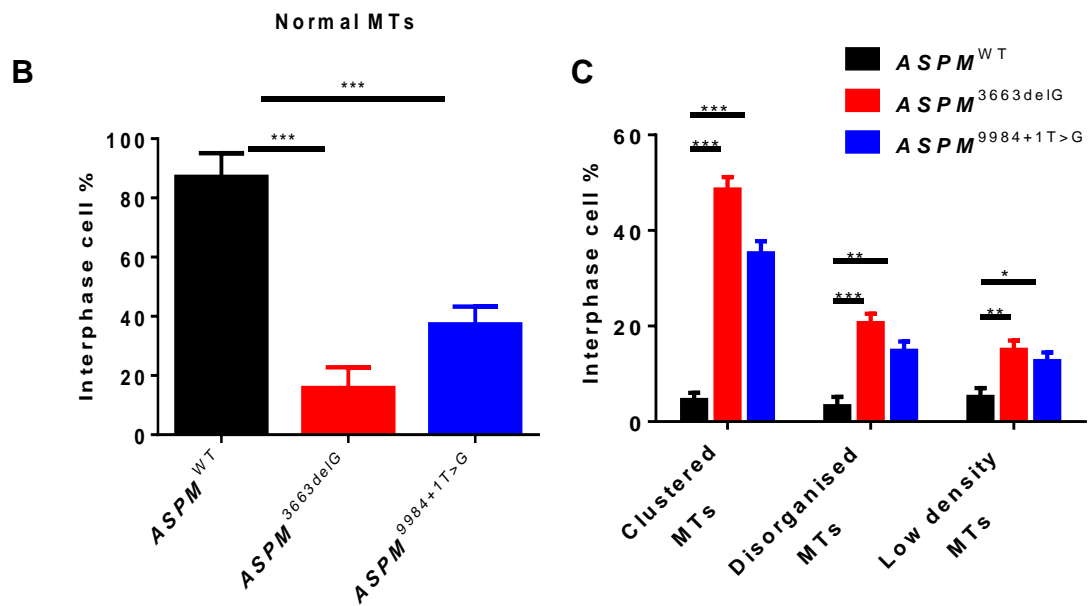 Normal MTs
B
Interphase cell %
100
80
60
40
20
0
***
***
ASPM WT
ASPM 3663delG
ASPM 9984+1T>G
C
ASPM WT
ASPM 3663delG
ASPM 9984+1T>G
Interphase cell %
60
40
20
0
***
***
**
***
*
**
Clustered
MTs
Disorganised
MTs
Low density
MTs